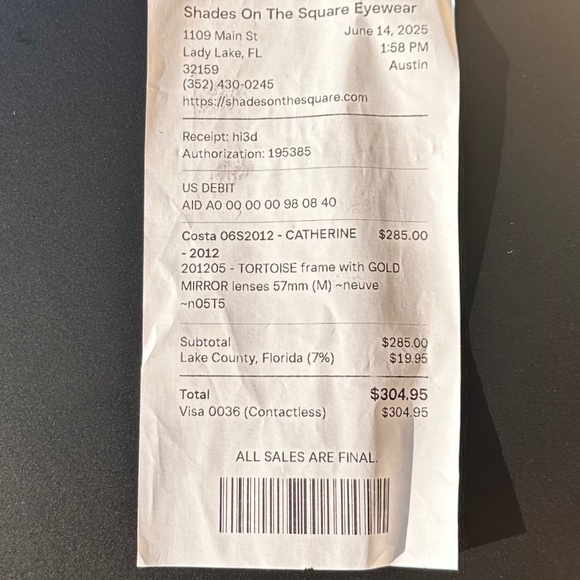 Shades On The Square Eyewear
1109 Main St June 14, 2025
Lady Lake, FL 1:58 PM
32159 Austin
(352) 430-0245
https://shadesonthesquare.com
Receipt: hl3d
Authorization: 195385
US DEBIT
AID A0 00 00 00 98 08 40
Costa 06S2012 - CATHERINE $285.00
- 2012
201205 - TORTOISE frame with GOLD
MIRROR lenses 57mm (M) ~neuve
~n05T5
Subtotal $285.00
Lake County, Florida (7%) $19.95
Total $304.95
Visa 0036 (Contactless) $304.95
ALL SALES ARE FINAL.